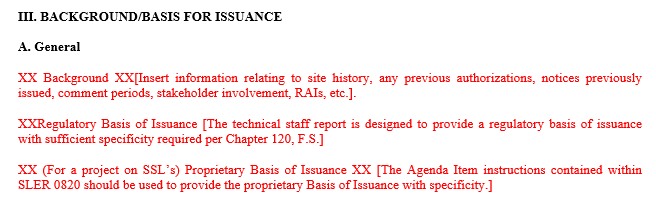 III. BACKGROUND/BASIS FOR ISSUANCE
A. General
XX Background XX[Insert information relating to site history, any previous authorizations, notices previously
issued, comment periods, stakeholder involvement, RAIs, etc.].
XXRegulatory Basis of Issuance [The technical staff report is designed to provide a regulatory basis of issuance
with sufficient specificity required per Chapter 120, F.S.]
XX (For a project on SSL's) Proprietary Basis of Issuance XX [The Agenda Item instructions contained within
SLER 0820 should be used to provide the proprietary Basis of Issuance with specificity.]